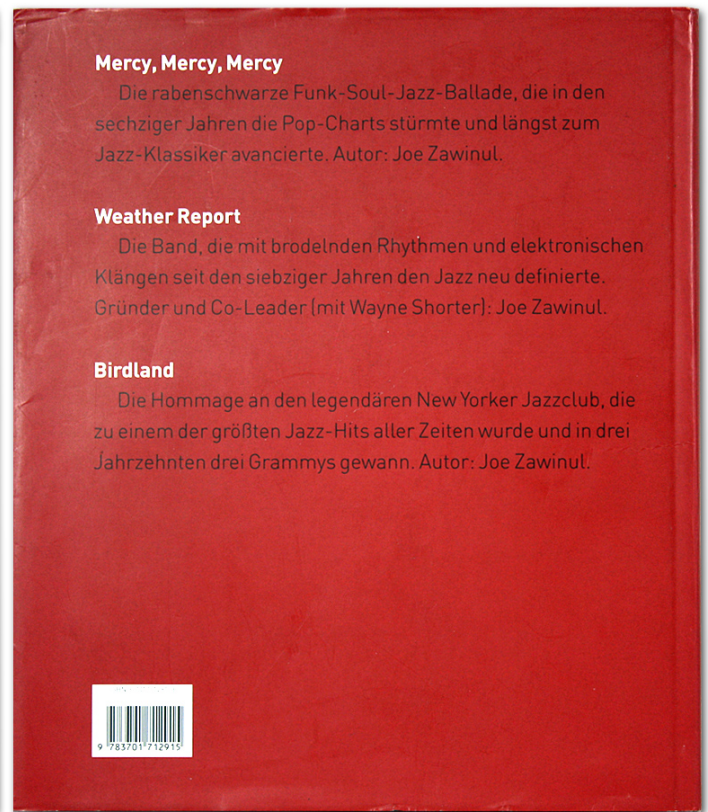 Mercy, Mercy, Mercy
Die rabenschwarze Funk-Soul-Jazz-Ballade, die in den
sechziger Jahren die Pop-Charts stürmte und längst zum
Jazz-Klassiker avancierte. Autor: Joe Zawinul.
Weather Report
Die Band, die mit brodelnden Rhythmen und elektronischen
Klängen seit den siebziger Jahren den Jazz neu definierte.
Gründer und Co-Leader (mit Wayne Shorter): Joe Zawinul.
Birdland
Die Hommage an den legendären New Yorker Jazzclub, die
zu einem der größten Jazz-Hits aller Zeiten wurde und in drei
Jahrzehnten drei Grammys gewann. Autor: Joe Zawinul.
9 783701 712915